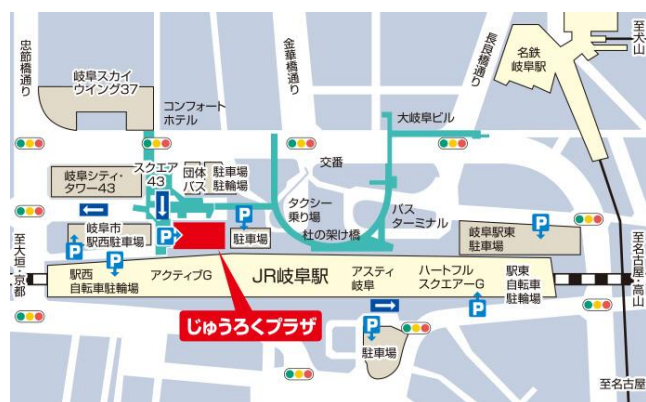 忠節橋通り
金華橋通り
長良橋通り
名鉄
岐阜駅
至犬山
岐阜スカイ
ウイング37
コンフォート
ホテル
大岐阜ビル
交番
スクエア
43
団体
バス
駐車場
駐輪場
岐阜シティ・
タワー43
タクシー
乗り場
バス
ターミナル
杜の架け橋
岐阜市
駅西駐車場
P
P
P
駐車場
岐阜駅東
駐車場
P
至大垣・京都
至名古屋・高山
P
駅西
自転車駐輪場
アクティブG
JR岐阜駅
アスティ
岐阜
ハートフル
スクエアーG
駅東
自転車
駐輪場
P
じゅうろくプラザ
P
P
駐車場
至名古屋